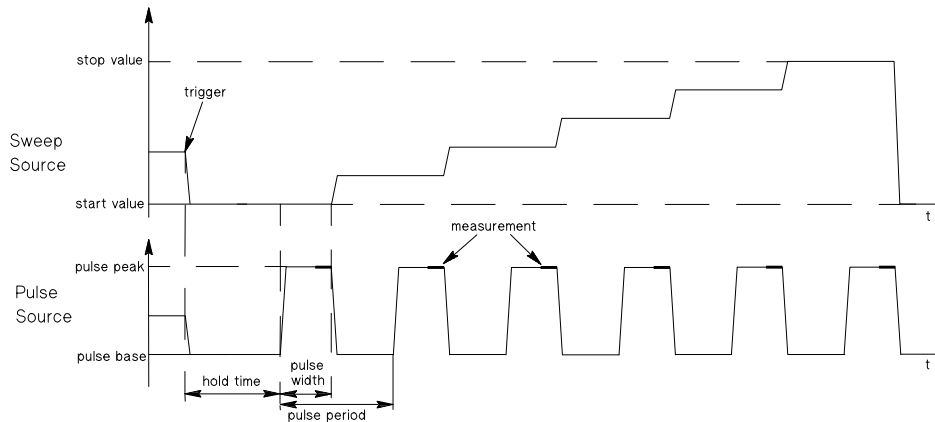 stop value
trigger
Sweep
Source
start value
t
measurement
pulse peak
Pulse
Source
pulse base
t
hold time
pulse
width
pulse period